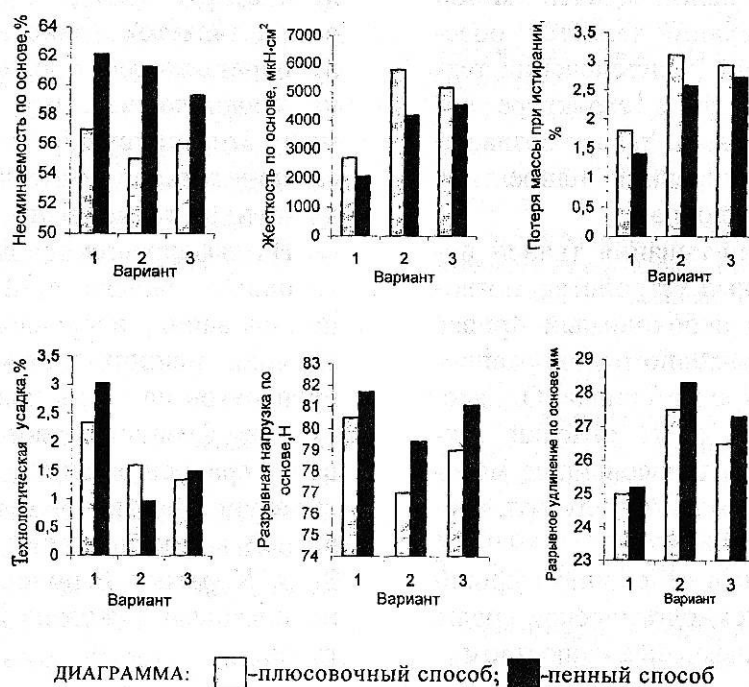 Несминаемость по основе, %
64
62
60
58
56
54
52
50
1 2 3
Вариант
Жесткость по основе, мкН·см²
7000
6000
5000
4000
3000
2000
1000
0
1 2 3
Вариант
Потеря массы при истирании, %
3,5
3
2,5
2
1,5
1
0,5
0
1 2 3
Вариант
Технологическая усадка, %
3,5
3
2,5
2
1,5
1
0,5
0
1 2 3
Вариант
Разрывная нагрузка по
основе, Н
83
82
81
80
79
78
77
76
75
74
1 2 3
Вариант
Разрывное удлинение по основе, мм
29
28
27
26
25
24
23
1 2 3
Вариант
ДИАГРАММА: -плюсовочный способ; -пенный способ